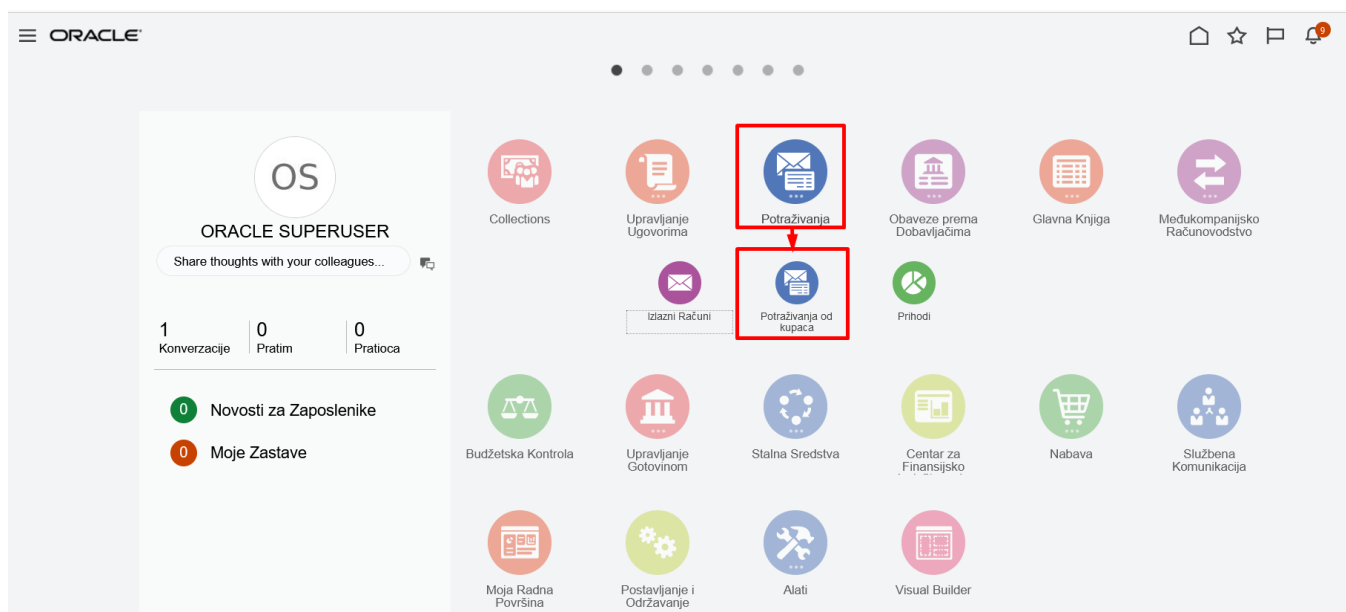 ORACLE
9
OS
ORACLE SUPERUSER
Share thoughts with your colleagues...
1
Konverzacije
0
Pratim
0
Pratioca
0 Novosti za Zaposlenike
0 Moje Zastave
Collections
Upravljanje
Ugovorima
Potraživanja
Obaveze prema
Dobavljačima
Glavna Knjiga
Međukompanijsko
Računovodstvo
Izlazni Računi
Potraživanja od
kupaca
Prihodi
Budžetska Kontrola
Upravljanje
Gotovinom
Stalna Sredstva
Centar za
Finansijsko
Nabava
Službena
Komunikacija
Moja Radna
Površina
Postavljanje i
Održavanje
Alati
Visual Builder